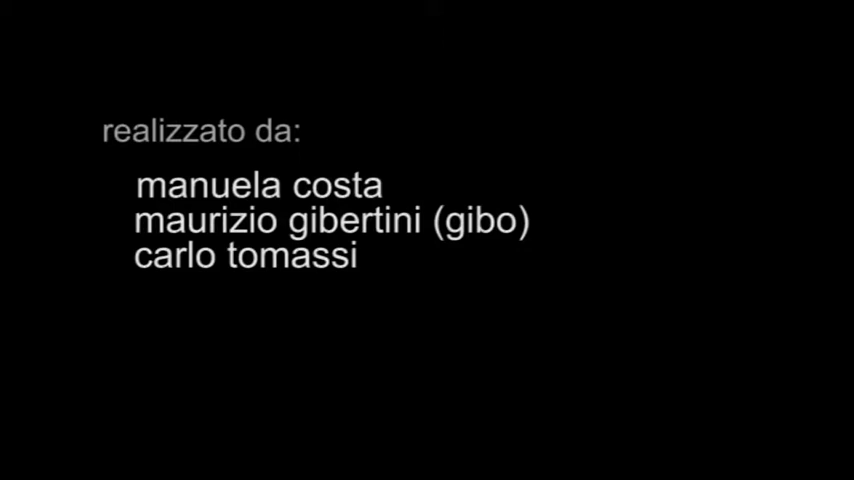 realizzato da:
manuela costa
maurizio gibertini (gibo)
carlo tomassi